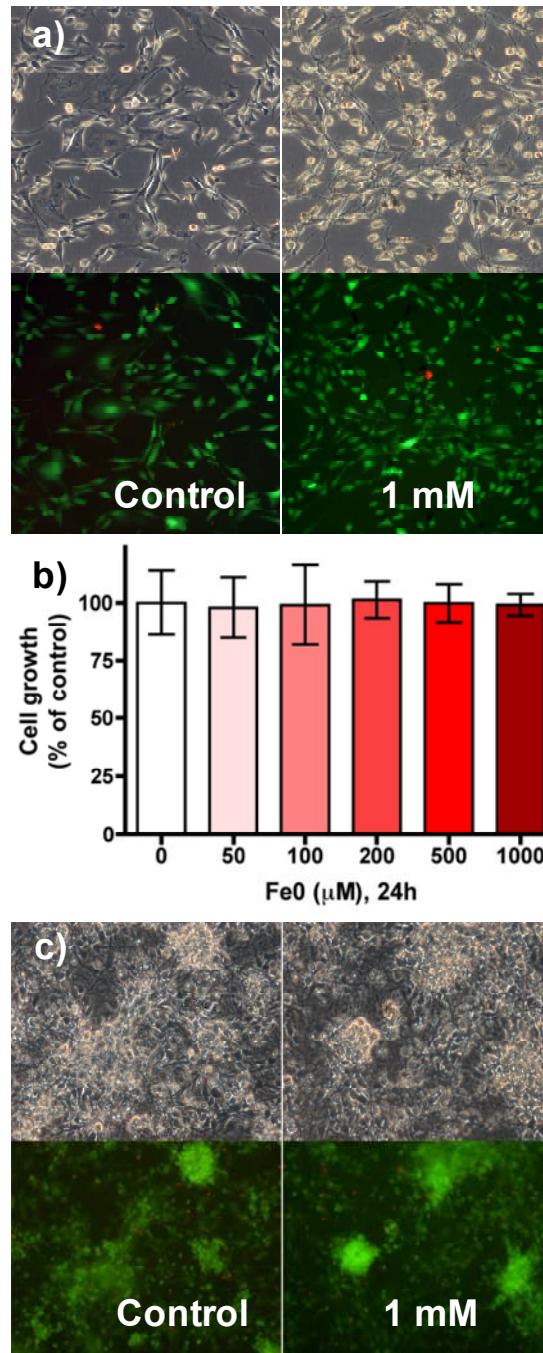 a)
Control 1 mM
b)
Cell growth
(% of control)
100
75
50
25
0
0 50 100 200 500 1000
Fe0 (μM), 24h
c)
Control 1 mM